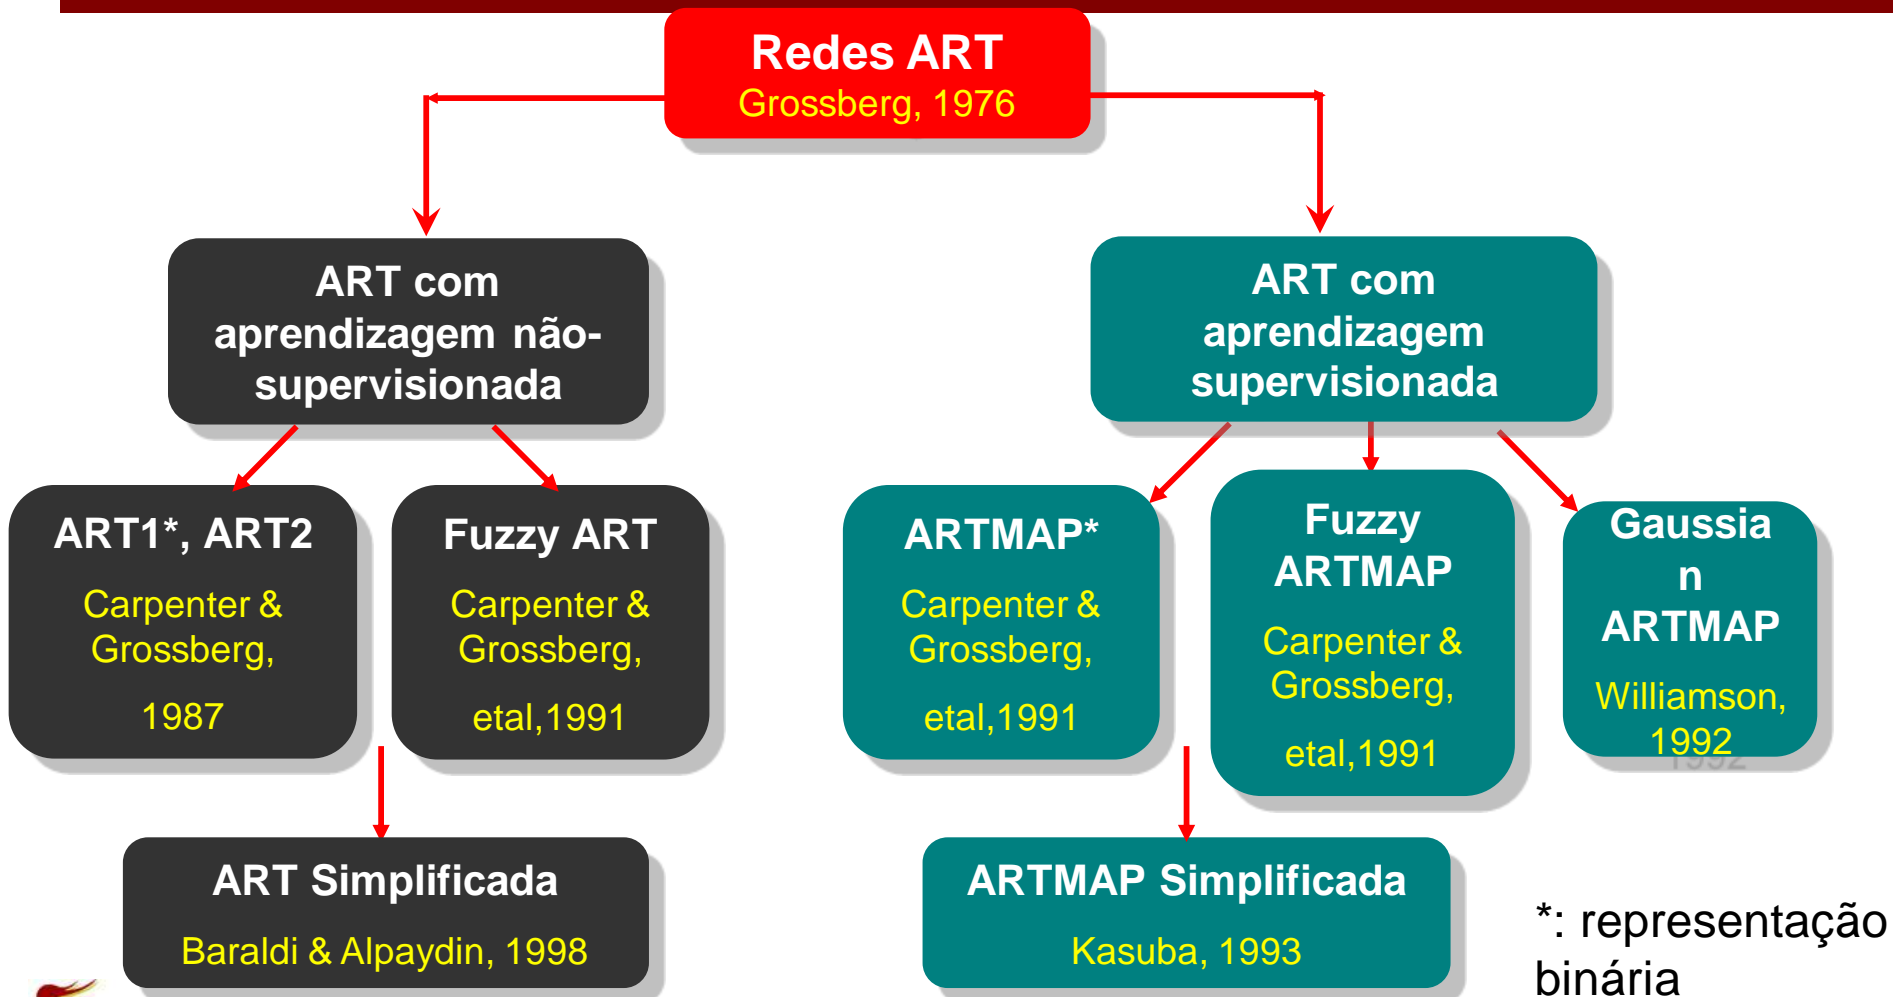 Redes ART
Grossberg, 1976
ART com
aprendizagem não-
supervisionada
ART com
aprendizagem
supervisionada
ART1*, ART2
Carpenter &
Grossberg,
1987
Fuzzy ART
Carpenter &
Grossberg,
etal,1991
ARTMAP*
Carpenter &
Grossberg,
etal,1991
Fuzzy
ARTMAP
Carpenter &
Grossberg,
etal,1991
Gaussia
n
ARTMAP
Williamson,
1992
ART Simplificada
Baraldi & Alpaydin, 1998
ARTMAP Simplificada
Kasuba, 1993
*: representação
binária